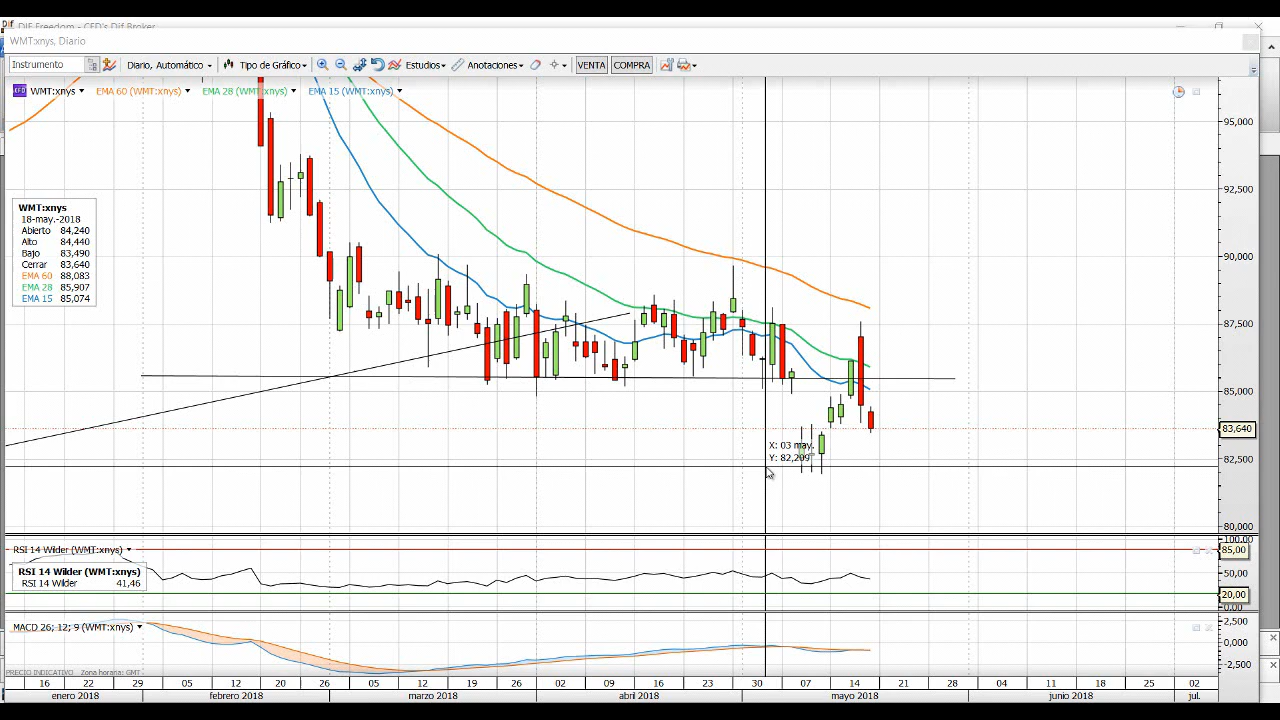 DIF Freedom - CFD's Dif Broker
WMT:xnys, Diario
Instrumento Diario, Automático Tipo de Gráfico Estudios Anotaciones VENTA COMPRA
CFD WMT:xnys EMA 60 (WMT:xnys) EMA 28 (WMT:xnys) EMA 15 (WMT:xnys)
WMT:xnys
18-may.-2018
Abierto 84,240
Alto 84,440
Bajo 83,490
Cerrar 83,640
EMA 60 88,083
EMA 28 85,907
EMA 15 85,074
95,000
92,500
90,000
87,500
85,000
83,640
82,500
80,000
X: 03 may.
Y: 82,209
RSI 14 Wilder (WMT:xnys)
RSI 14 Wilder (WMT:xnys)
RSI 14 Wilder 41,46
100,00
85,00
50,00
20,00
0,00
MACD 26; 12; 9 (WMT:xnys)
2,500
0,000
-2,500
PRECIO INDICATIVO Zona horaria: GMT
16 22 29 05 12 20 26 05 12 19 26 02 09 16 23 30 07 14 21 28 04 11 18 25 02
enero 2018 febrero 2018 marzo 2018 abril 2018 mayo 2018 junio 2018 jul.